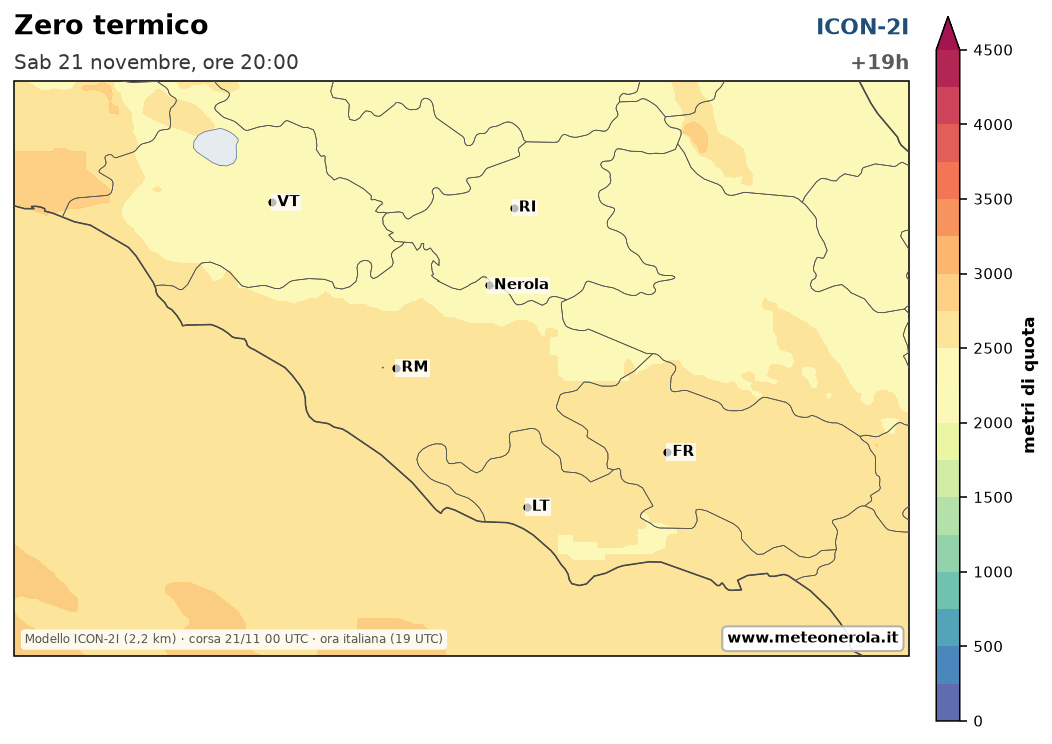 Zero termico
ICON-2I
Sab 21 novembre, ore 20:00
+19h
VT
RI
Nerola
RM
FR
LT
Modello ICON-2I (2,2 km) · corsa 21/11 00 UTC · ora italiana (19 UTC)
www.meteonerola.it
4500
4000
3500
3000
2500
2000
1500
1000
500
0
metri di quota